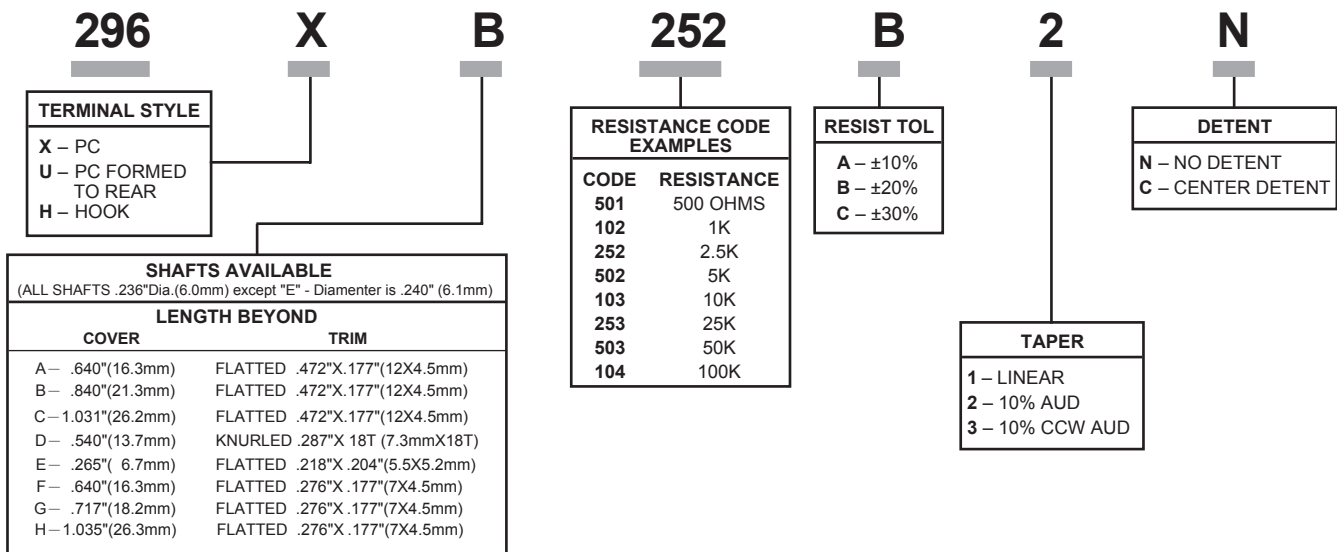 296 X B 252 B 2 N
TERMINAL STYLE
X – PC
U – PC FORMED
TO REAR
H – HOOK
SHAFTS AVAILABLE
(ALL SHAFTS .236"Dia.(6.0mm) except "E" - Diamenter is .240" (6.1mm)
LENGTH BEYOND
COVER TRIM
A– .640"(16.3mm) FLATTED .472"X.177"(12X4.5mm)
B– .840"(21.3mm) FLATTED .472"X.177"(12X4.5mm)
C–1.031"(26.2mm) FLATTED .472"X.177"(12X4.5mm)
D– .540"(13.7mm) KNURLED .287"X 18T (7.3mmX18T)
E– .265"( 6.7mm) FLATTED .218"X .204"(5.5X5.2mm)
F– .640"(16.3mm) FLATTED .276"X .177"(7X4.5mm)
G– .717"(18.2mm) FLATTED .276"X .177"(7X4.5mm)
H–1.035"(26.3mm) FLATTED .276"X .177"(7X4.5mm)
RESISTANCE CODE
EXAMPLES
CODE RESISTANCE
501 500 OHMS
102 1K
252 2.5K
502 5K
103 10K
253 25K
503 50K
104 100K
RESIST TOL
A – ±10%
B – ±20%
C – ±30%
TAPER
1 – LINEAR
2 – 10% AUD
3 – 10% CCW AUD
DETENT
N – NO DETENT
C – CENTER DETENT